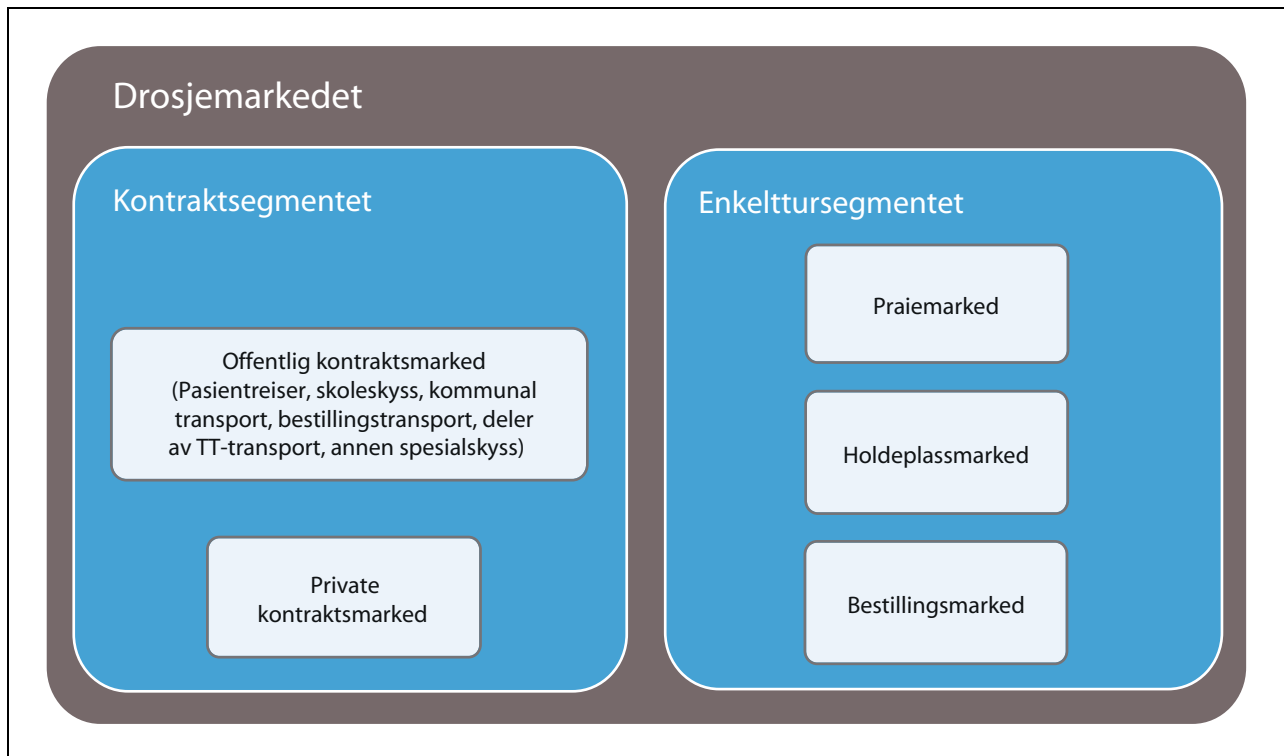 Drosjemarkedet
Kontraktsegmentet
Offentlig kontraktsmarked
(Pasientreiser, skoleskyss, kommunal
transport, bestillingstransport, deler
av TT-transport, annen spesialskyss)
Private
kontraktsmarked
Enkelttursegmentet
Praiemarked
Holdeplassmarked
Bestillingsmarked